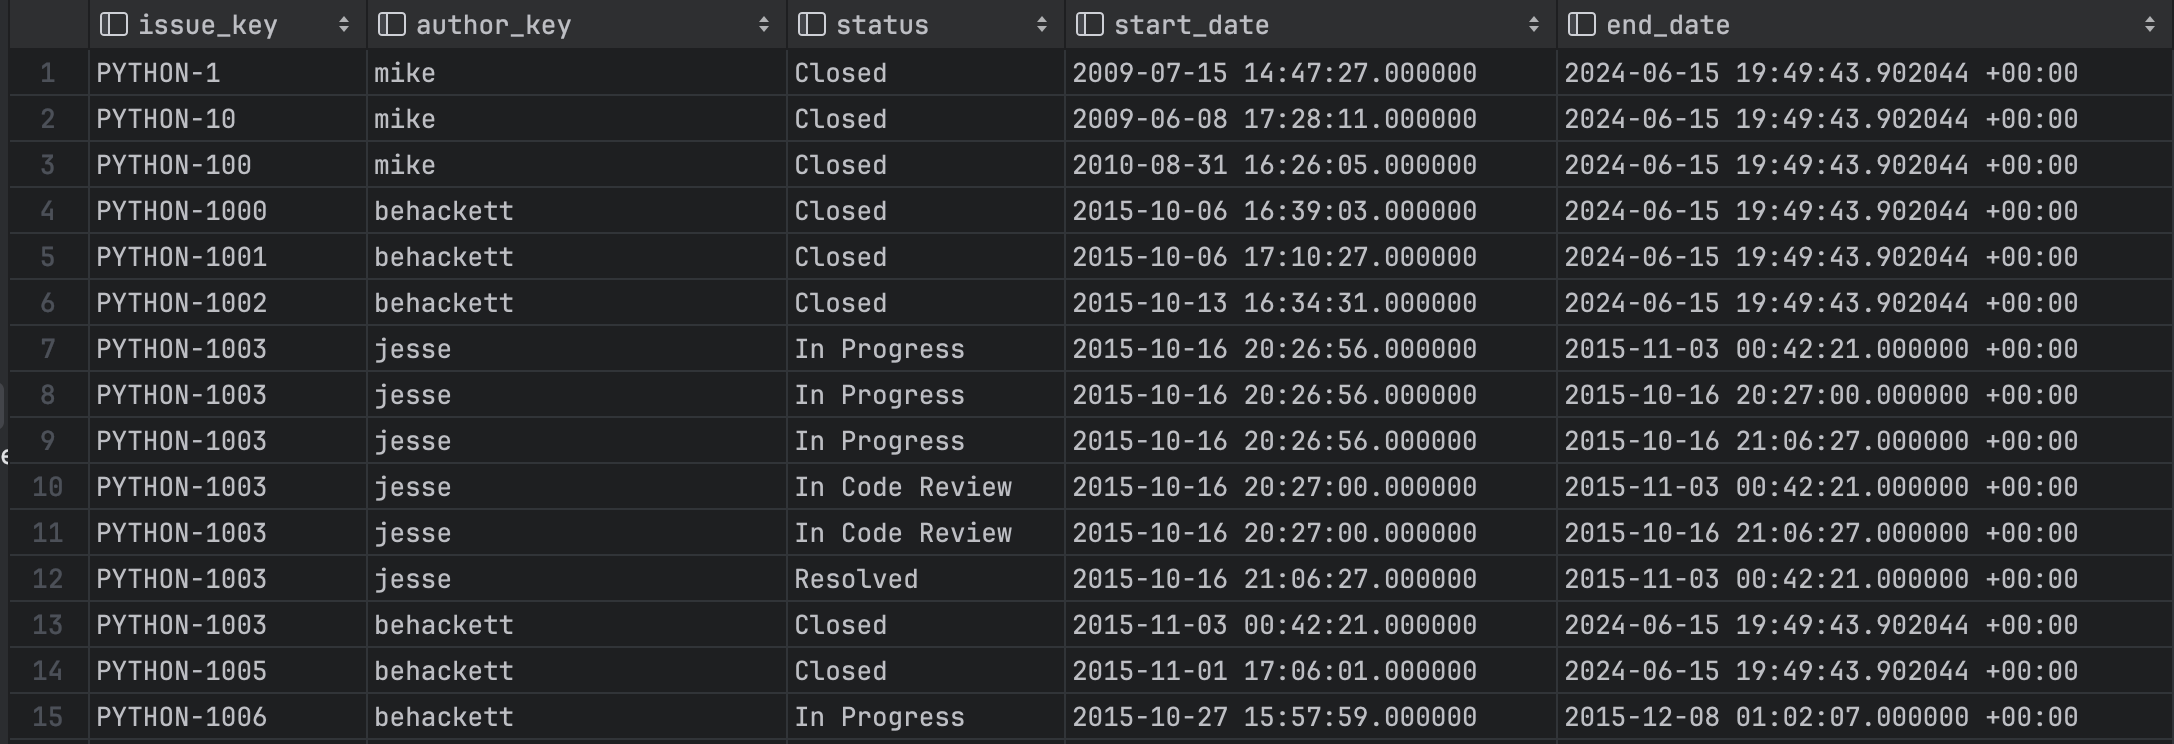 issue_key author_key status start_date end_date
1 PYTHON-1 mike Closed 2009-07-15 14:47:27.000000 2024-06-15 19:49:43.902044 +00:00
2 PYTHON-10 mike Closed 2009-06-08 17:28:11.000000 2024-06-15 19:49:43.902044 +00:00
3 PYTHON-100 mike Closed 2010-08-31 16:26:05.000000 2024-06-15 19:49:43.902044 +00:00
4 PYTHON-1000 behackett Closed 2015-10-06 16:39:03.000000 2024-06-15 19:49:43.902044 +00:00
5 PYTHON-1001 behackett Closed 2015-10-06 17:10:27.000000 2024-06-15 19:49:43.902044 +00:00
6 PYTHON-1002 behackett Closed 2015-10-13 16:34:31.000000 2024-06-15 19:49:43.902044 +00:00
7 PYTHON-1003 jesse In Progress 2015-10-16 20:26:56.000000 2015-11-03 00:42:21.000000 +00:00
8 PYTHON-1003 jesse In Progress 2015-10-16 20:26:56.000000 2015-10-16 20:27:00.000000 +00:00
9 PYTHON-1003 jesse In Progress 2015-10-16 20:26:56.000000 2015-10-16 21:06:27.000000 +00:00
10 PYTHON-1003 jesse In Code Review 2015-10-16 20:27:00.000000 2015-11-03 00:42:21.000000 +00:00
11 PYTHON-1003 jesse In Code Review 2015-10-16 20:27:00.000000 2015-10-16 21:06:27.000000 +00:00
12 PYTHON-1003 jesse Resolved 2015-10-16 21:06:27.000000 2015-11-03 00:42:21.000000 +00:00
13 PYTHON-1003 behackett Closed 2015-11-03 00:42:21.000000 2024-06-15 19:49:43.902044 +00:00
14 PYTHON-1005 behackett Closed 2015-11-01 17:06:01.000000 2024-06-15 19:49:43.902044 +00:00
15 PYTHON-1006 behackett In Progress 2015-10-27 15:57:59.000000 2015-12-08 01:02:07.000000 +00:00